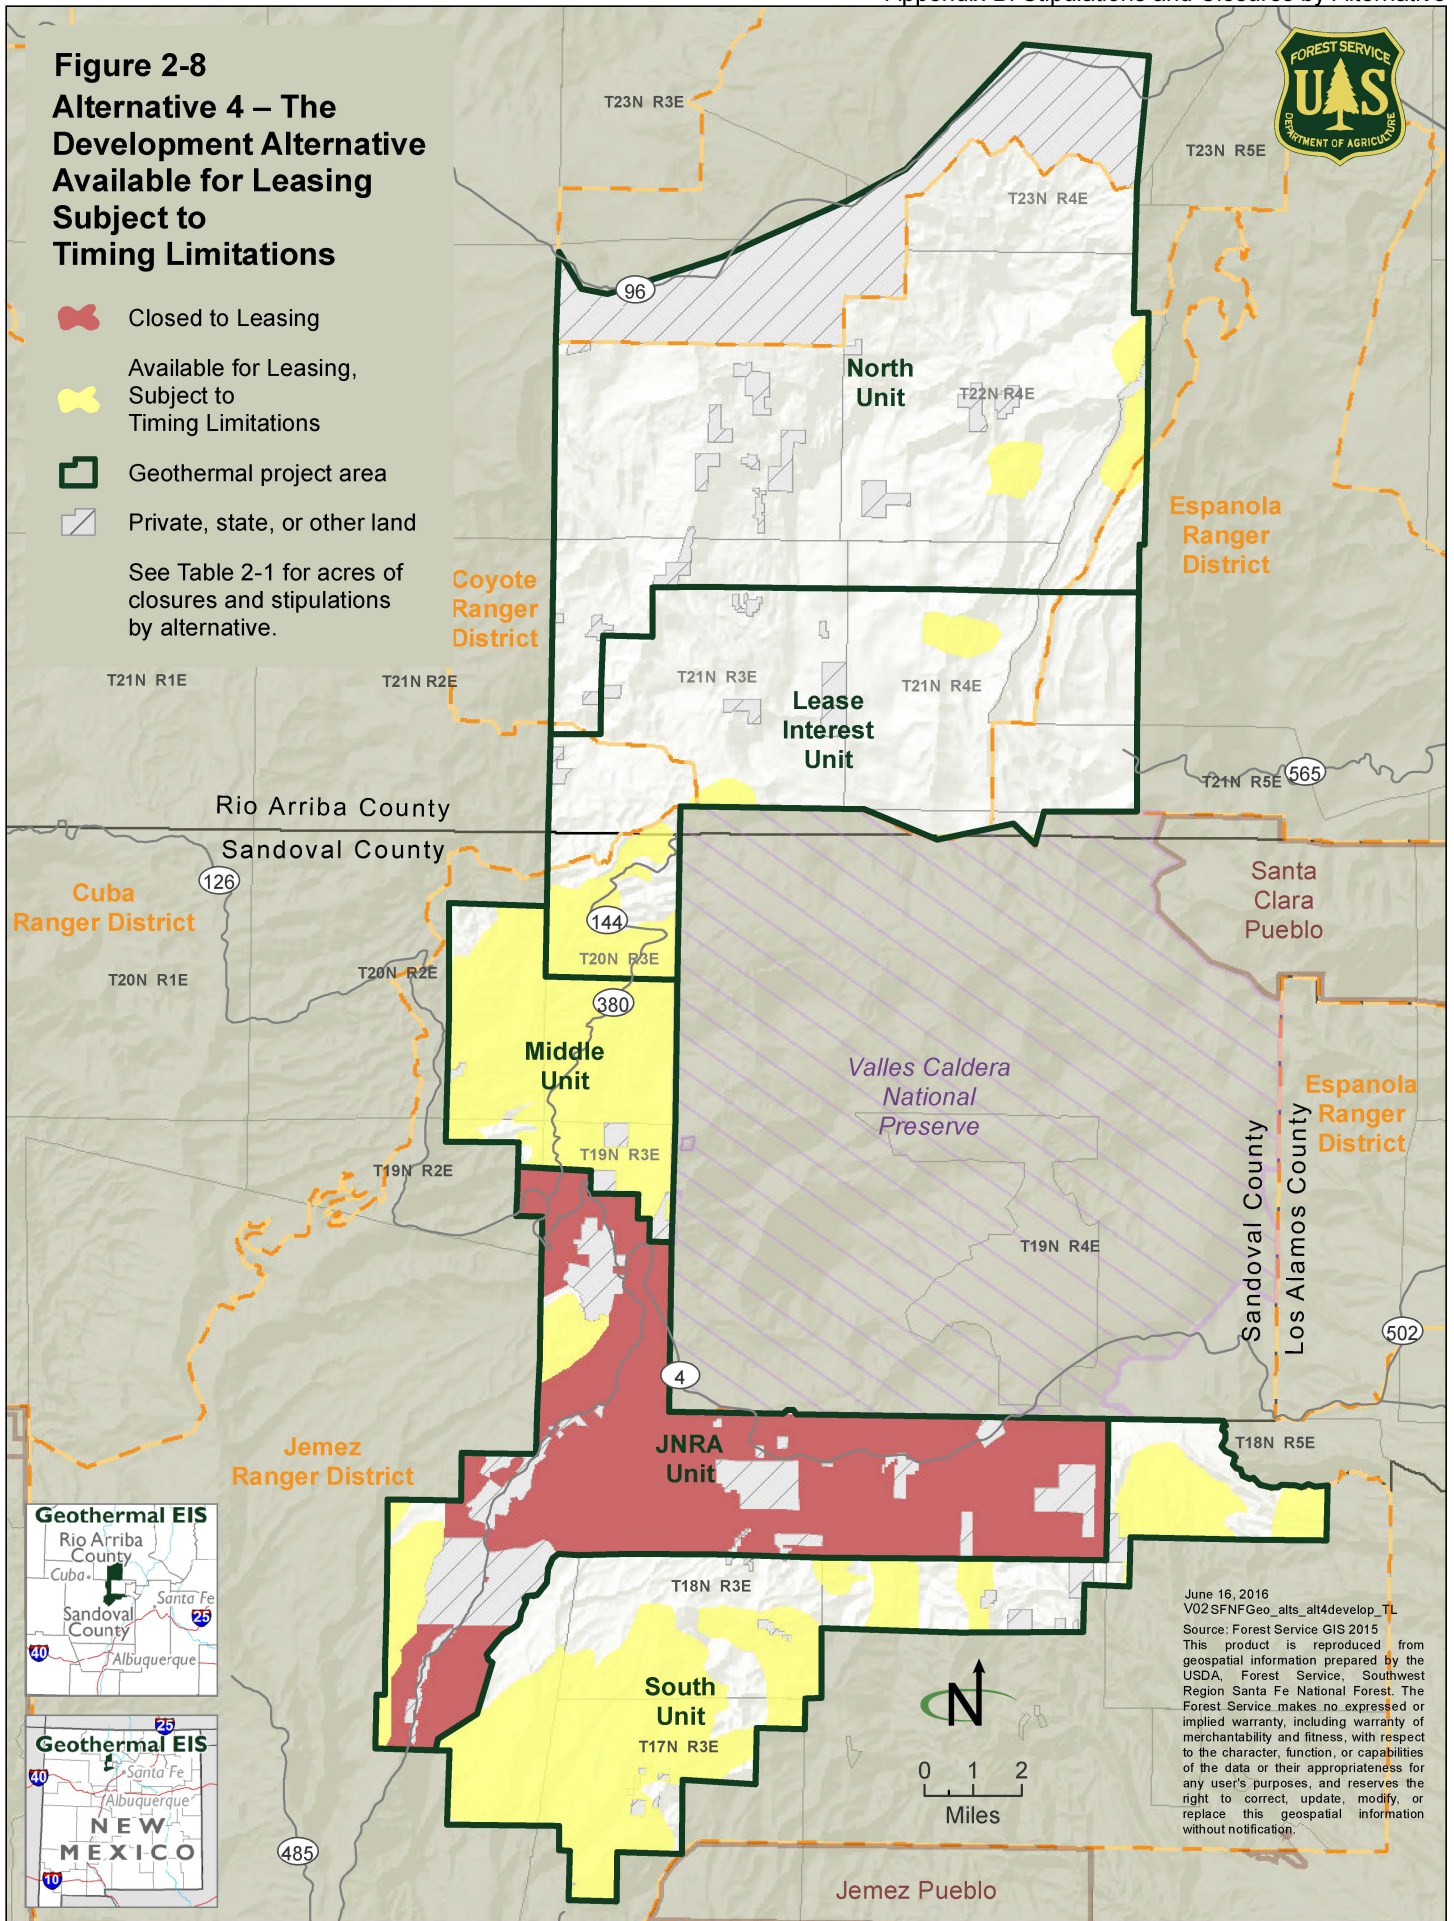 Figure 2-8
Alternative 4 – The
Development Alternative
Available for Leasing
Subject to
Timing Limitations
Closed to Leasing
Available for Leasing,
Subject to
Timing Limitations
Geothermal project area
Private, state, or other land
See Table 2-1 for acres of
closures and stipulations
by alternative.
FOREST SERVICE
U S
DEPARTMENT OF AGRICULTURE
T23N R3E
T23N R5E
T23N R4E
96
North
Unit
T22N R4E
Espanola
Ranger
District
Coyote
Ranger
District
T21N R1E
T21N R2E
T21N R3E
T21N R4E
Lease
Interest
Unit
T21N R5E
565
Rio Arriba County
Sandoval County
126
Cuba
Ranger District
T20N R1E
T20N R2E
144
T20N R3E
380
Middle
Unit
Santa
Clara
Pueblo
Valles Caldera
National
Preserve
Espanola
Ranger
District
Sandoval County
Los Alamos County
T19N R2E
T19N R3E
T19N R4E
502
4
JNRA
Unit
T18N R5E
Jemez
Ranger District
T18N R3E
South
Unit
T17N R3E
N
0 1 2
Miles
485
Jemez Pueblo
Geothermal EIS
Rio Arriba
County
Cuba
Santa Fe
Sandoval
County
25
40
Albuquerque
25
Geothermal EIS
40
Santa Fe
Albuquerque
NEW
MEXICO
10
June 16, 2016
V02 SFNFGeo_alts_alt4develop_TL
Source: Forest Service GIS 2015
This product is reproduced from
geospatial information prepared by the
USDA, Forest Service, Southwest
Region Santa Fe National Forest. The
Forest Service makes no expressed or
implied warranty, including warranty of
merchantability and fitness, with respect
to the character, function, or capabilities
of the data or their appropriateness for
any user's purposes, and reserves the
right to correct, update, modify, or
replace this geospatial information
without notification.